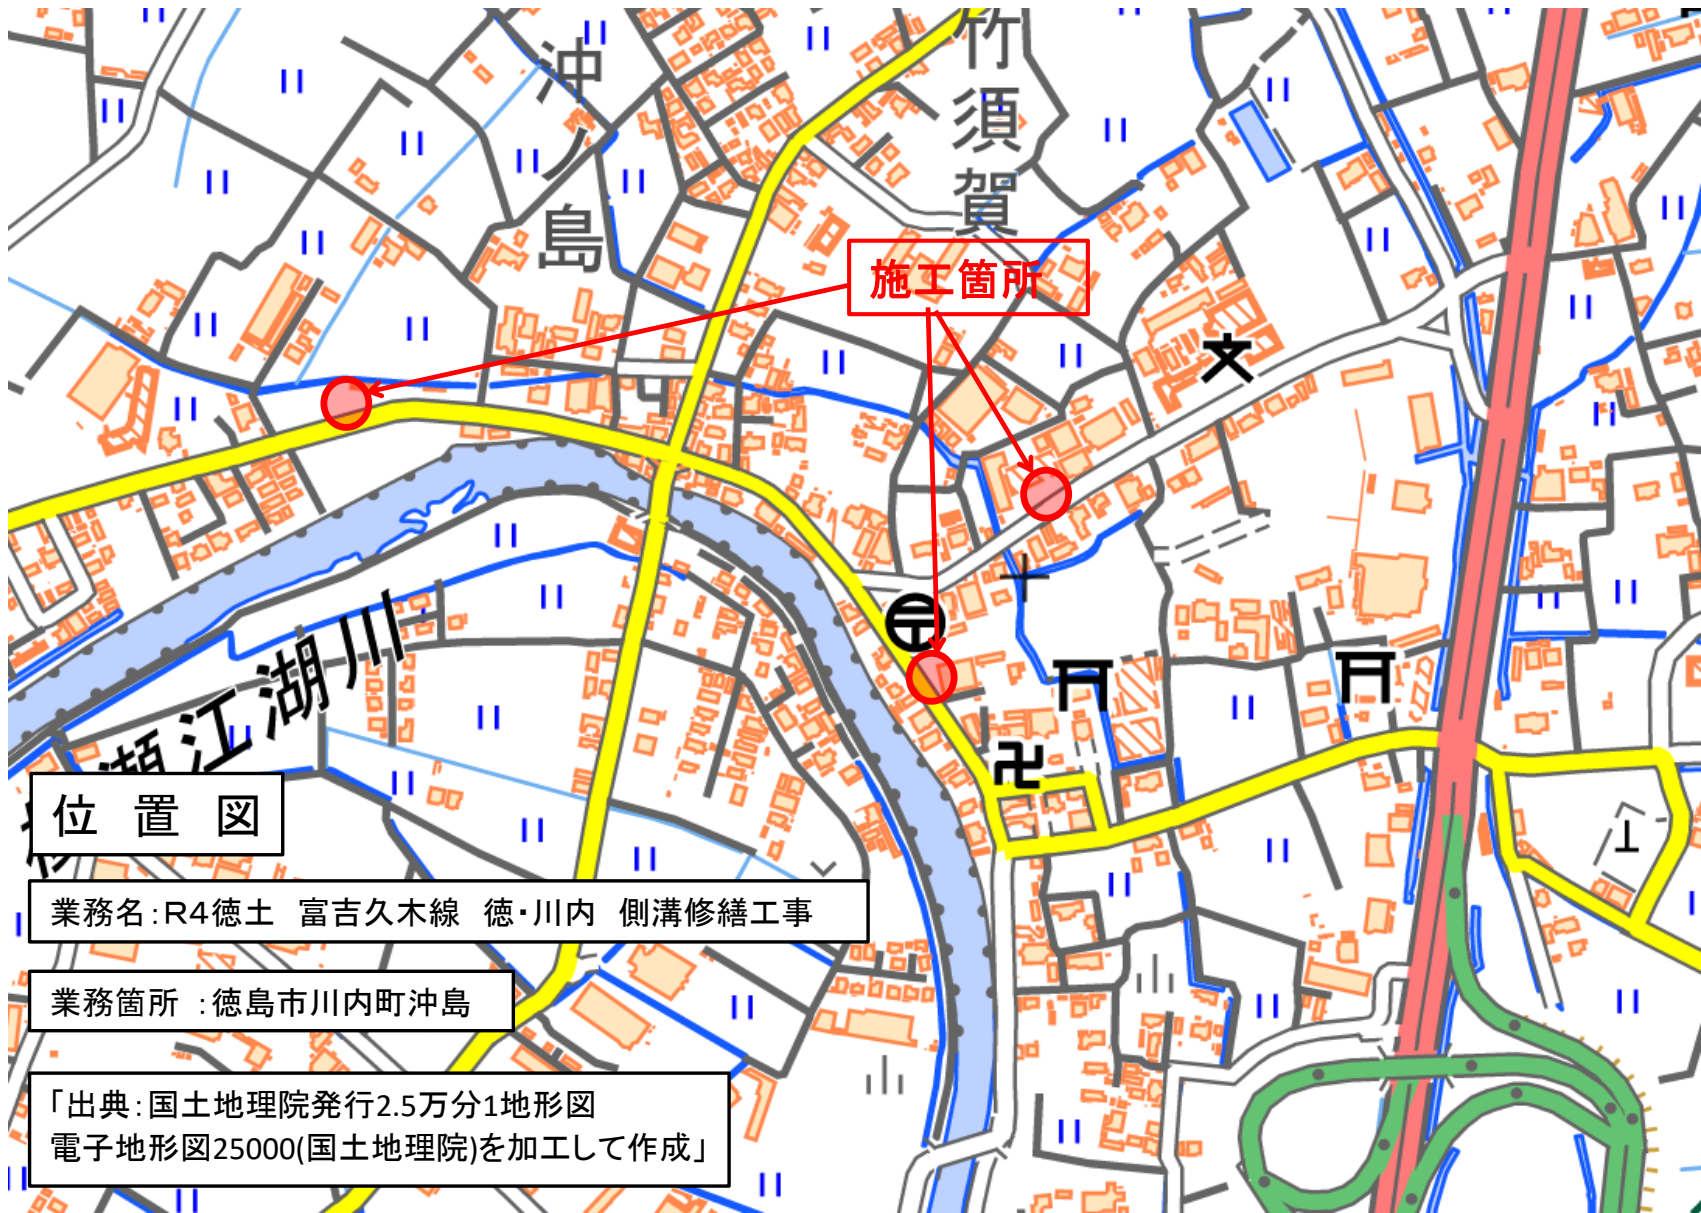 沖ノ島
竹須賀
施工箇所
瀬江湖川
位 置 図
業務名:R4徳土 富吉久木線 徳・川内 側溝修繕工事
業務箇所 :徳島市川内町沖島
「出典:国土地理院発行2.5万分1地形図
電子地形図25000(国土地理院)を加工して作成」